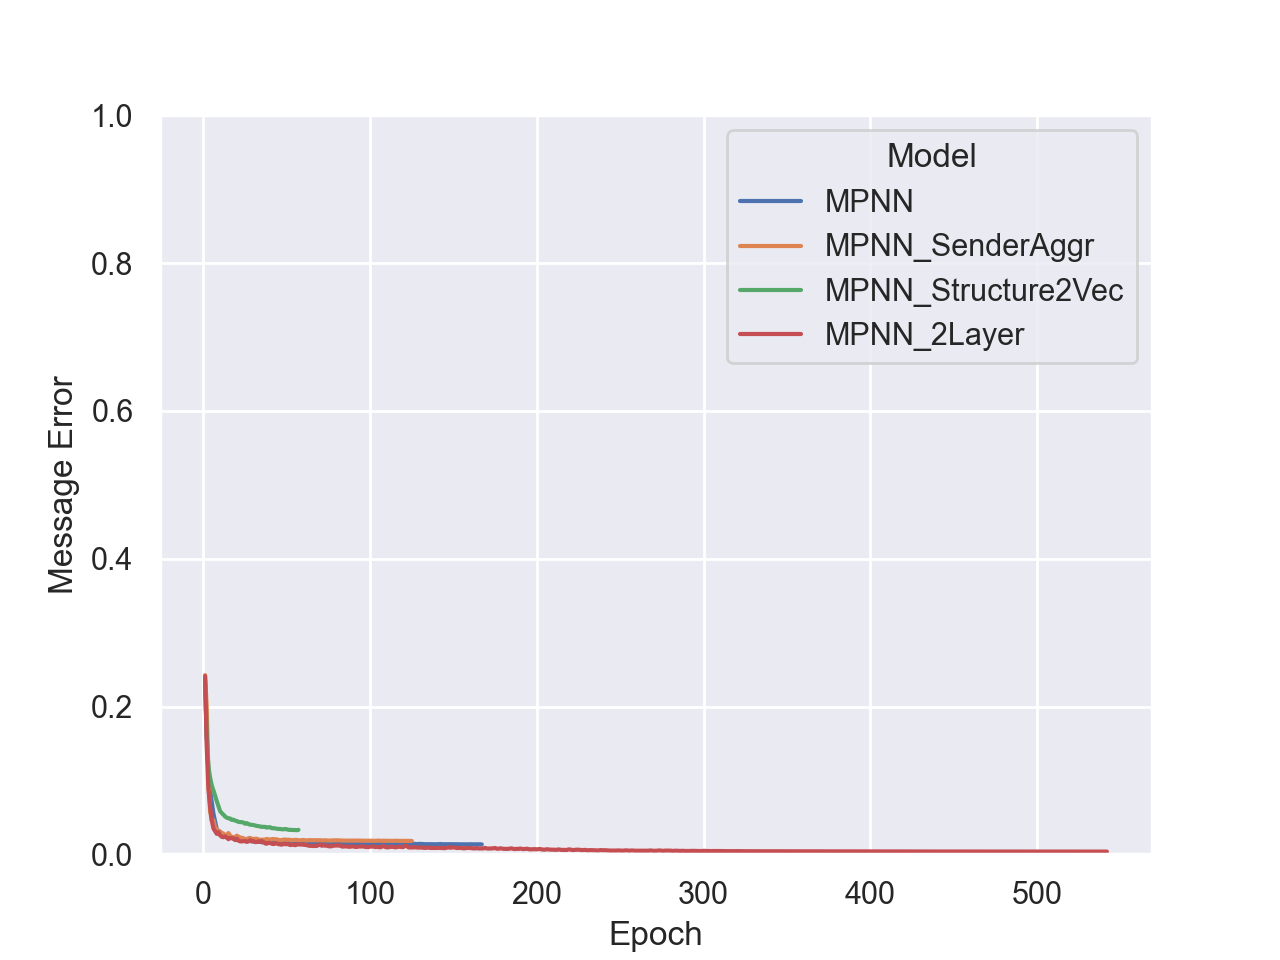 1.0
0.8
0.6
0.4
0.2
0.0
Message Error
0 100 200 300 400 500
Epoch
Model
MPNN
MPNN_SenderAggr
MPNN_Structure2Vec
MPNN_2Layer